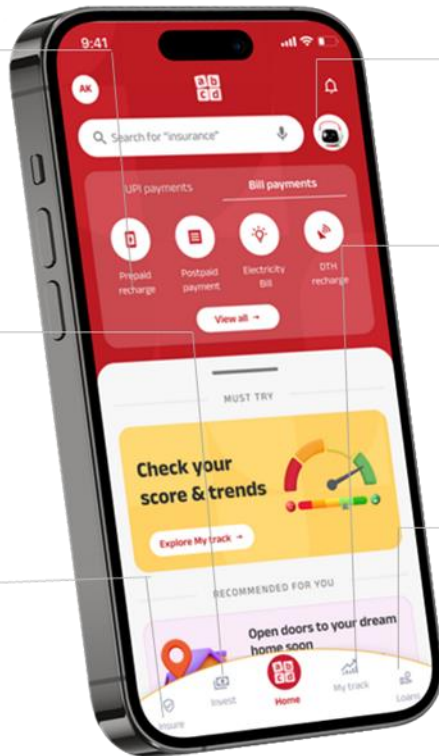 9:41
AK
a b
c d
Search for "insurance"
UPI payments
Bill payments
Prepaid
recharge
Postpaid
payment
Electricity
Bill
DTH
recharge
View all →
MUST TRY
Check your
score & trends
Explore My track →
RECOMMENDED FOR YOU
Open doors to your dream
home soon
Insure
Invest
a b
c d
Home
My track
Loans